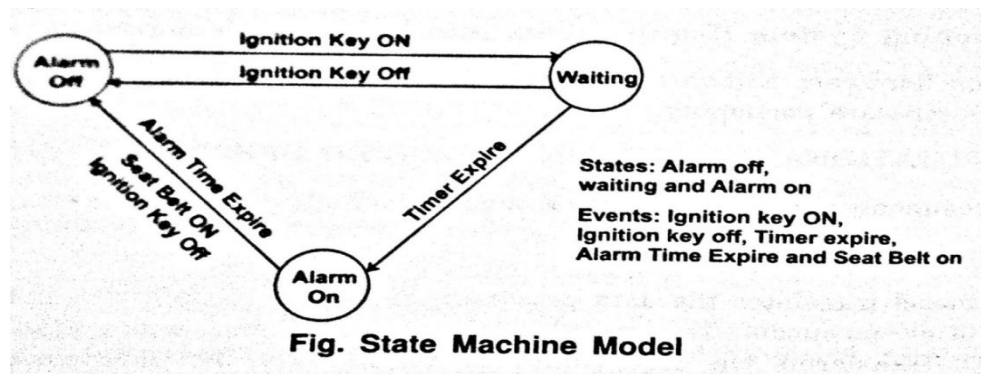 Ignition Key ON
Alarm
Off
Ignition Key Off
Waiting
Alarm Time Expire
Seat Belt ON
Ignition Key Off
Timer Expire
States: Alarm off,
waiting and Alarm on
Events: Ignition key ON,
Ignition key off, Timer expire,
Alarm Time Expire and Seat Belt on
Alarm
On
Fig. State Machine Model